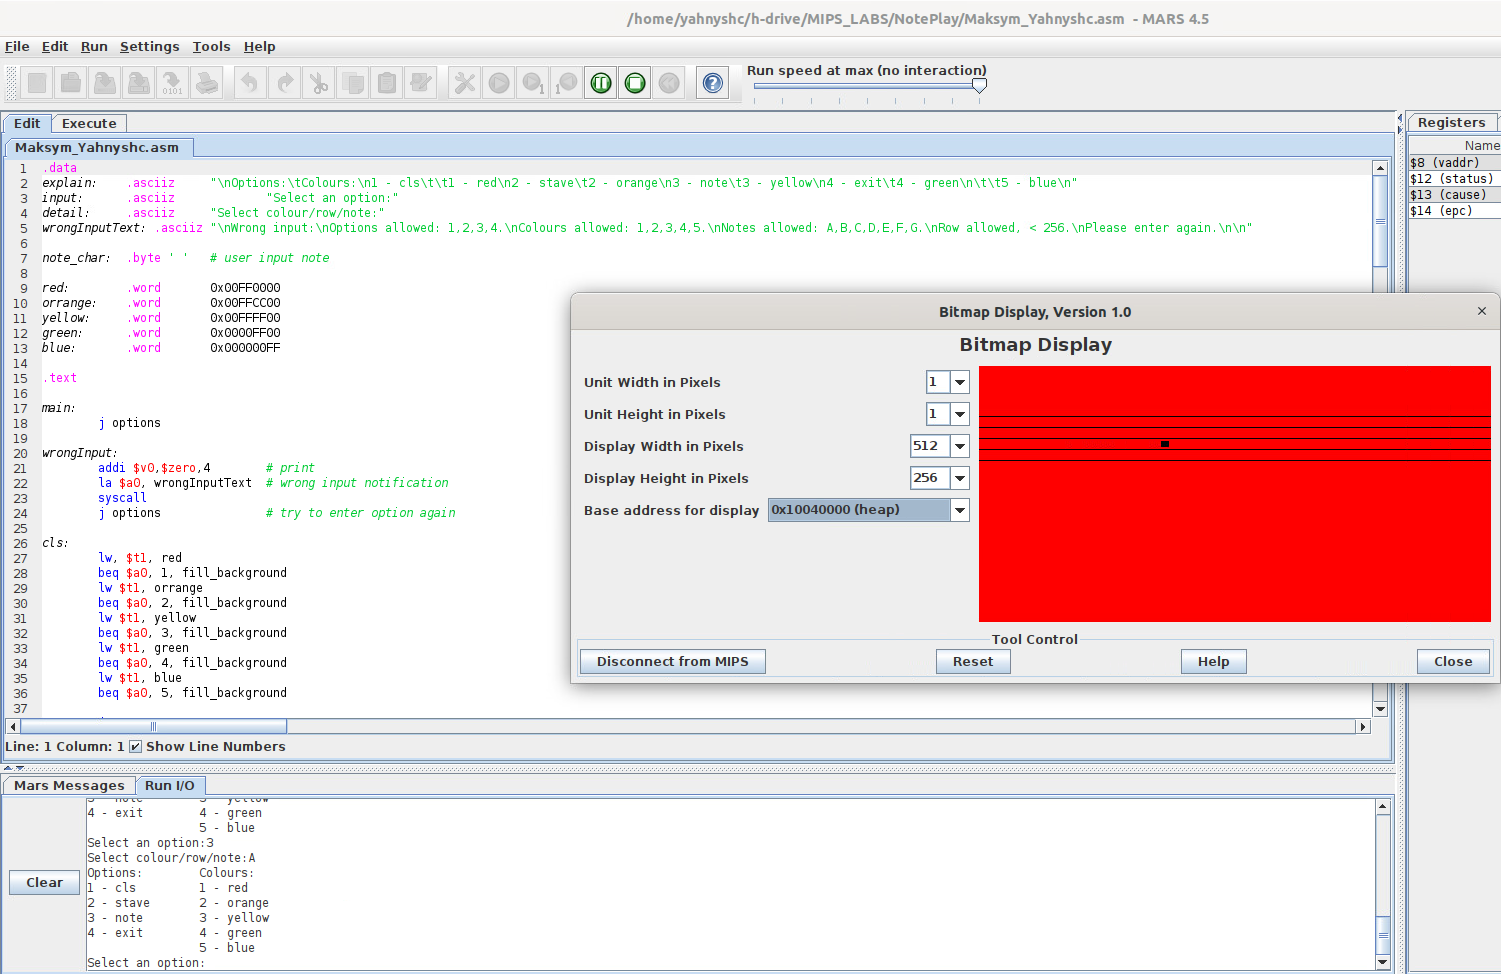 /home/yahnyshc/h-drive/MIPS_LABS/NotePlay/Maksym_Yahnyshc.asm - MARS 4.5
File Edit Run Settings Tools Help
Run speed at max (no interaction)
Edit Execute
Registers
Maksym_Yahnyshc.asm
Name
$8 (vaddr)
$12 (status)
$13 (cause)
$14 (epc)
1 .data
2 explain: .asciiz "\nOptions:\tColours:\n1 - cls\t\t1 - red\n2 - stave\t2 - orange\n3 - note\t3 - yellow\n4 - exit\t4 - green\n\t\t5 - blue\n"
3 input: .asciiz "Select an option:"
4 detail: .asciiz "Select colour/row/note:"
5 wrongInputText: .asciiz "\nWrong input:\nOptions allowed: 1,2,3,4.\nColours allowed: 1,2,3,4,5.\nNotes allowed: A,B,C,D,E,F,G.\nRow allowed, < 256.\nPlease enter again.\n\n"
6
7 note_char: .byte ' ' # user input note
8
9 red: .word 0x00FF0000
10 orrange: .word 0x00FFCC00
11 yellow: .word 0x00FFFF00
12 green: .word 0x0000FF00
13 blue: .word 0x000000FF
14
15 .text
16
17 main:
18 j options
19
20 wrongInput:
21 addi $v0,$zero,4 # print
22 la $a0, wrongInputText # wrong input notification
23 syscall
24 j options # try to enter option again
25
26 cls:
27 lw, $t1, red
28 beq $a0, 1, fill_background
29 lw $t1, orrange
30 beq $a0, 2, fill_background
31 lw $t1, yellow
32 beq $a0, 3, fill_background
33 lw $t1, green
34 beq $a0, 4, fill_background
35 lw $t1, blue
36 beq $a0, 5, fill_background
37
Bitmap Display, Version 1.0
Bitmap Display
Unit Width in Pixels 1
Unit Height in Pixels 1
Display Width in Pixels 512
Display Height in Pixels 256
Base address for display 0x10040000 (heap)
Tool Control
Disconnect from MIPS Reset Help Close
Line: 1 Column: 1 Show Line Numbers
Mars Messages Run I/O
Clear
3 - note 3 - yellow
4 - exit 4 - green
5 - blue
Select an option:3
Select colour/row/note:A
Options: Colours:
1 - cls 1 - red
2 - stave 2 - orange
3 - note 3 - yellow
4 - exit 4 - green
5 - blue
Select an option: